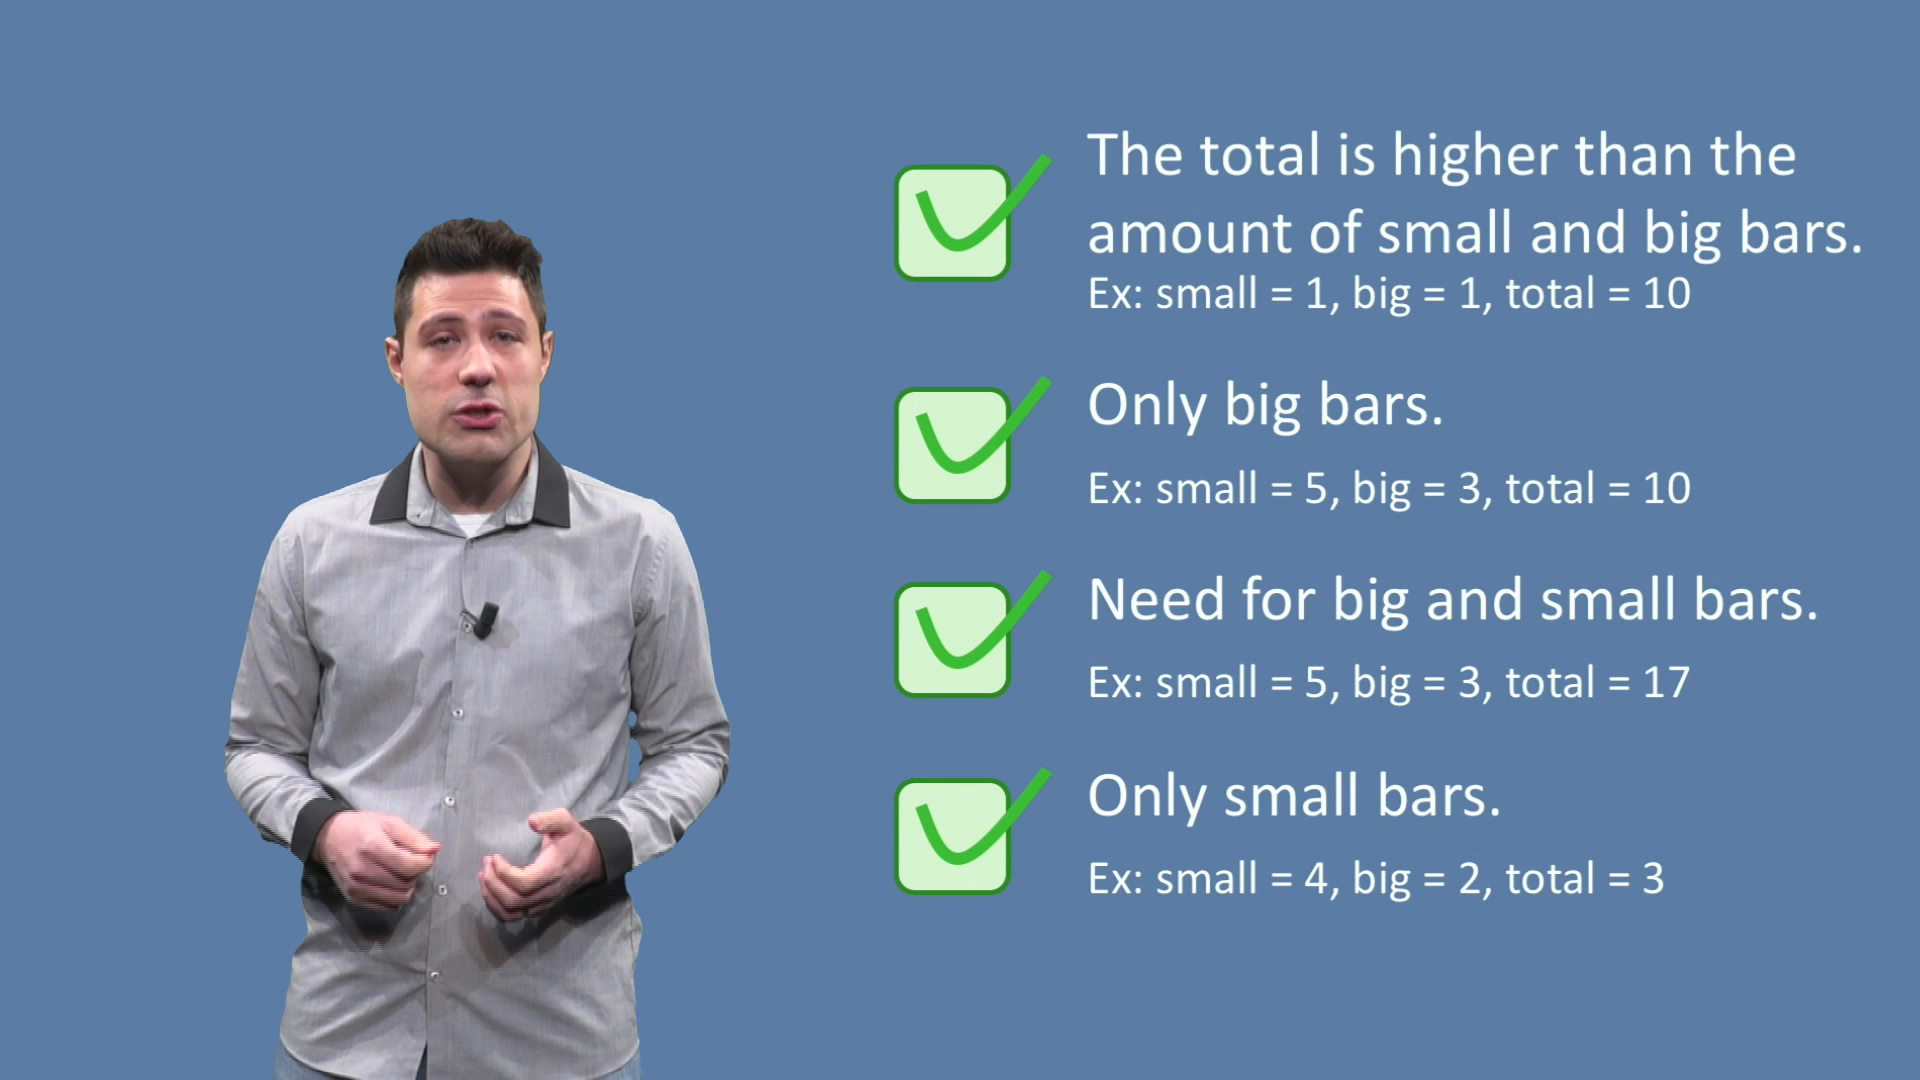 The total is higher than the
amount of small and big bars.
Ex: small = 1, big = 1, total = 10
Only big bars.
Ex: small = 5, big = 3, total = 10
Need for big and small bars.
Ex: small = 5, big = 3, total = 17
Only small bars.
Ex: small = 4, big = 2, total = 3